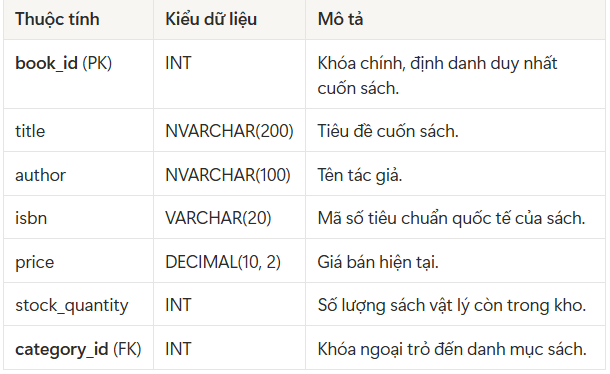 Thuộc tính Kiểu dữ liệu Mô tả
book_id (PK) INT Khóa chính, định danh duy nhất
cuốn sách.
title NVARCHAR(200) Tiêu đề cuốn sách.
author NVARCHAR(100) Tên tác giả.
isbn VARCHAR(20) Mã số tiêu chuẩn quốc tế của sách.
price DECIMAL(10, 2) Giá bán hiện tại.
stock_quantity INT Số lượng sách vật lý còn trong kho.
category_id (FK) INT Khóa ngoại trỏ đến danh mục sách.